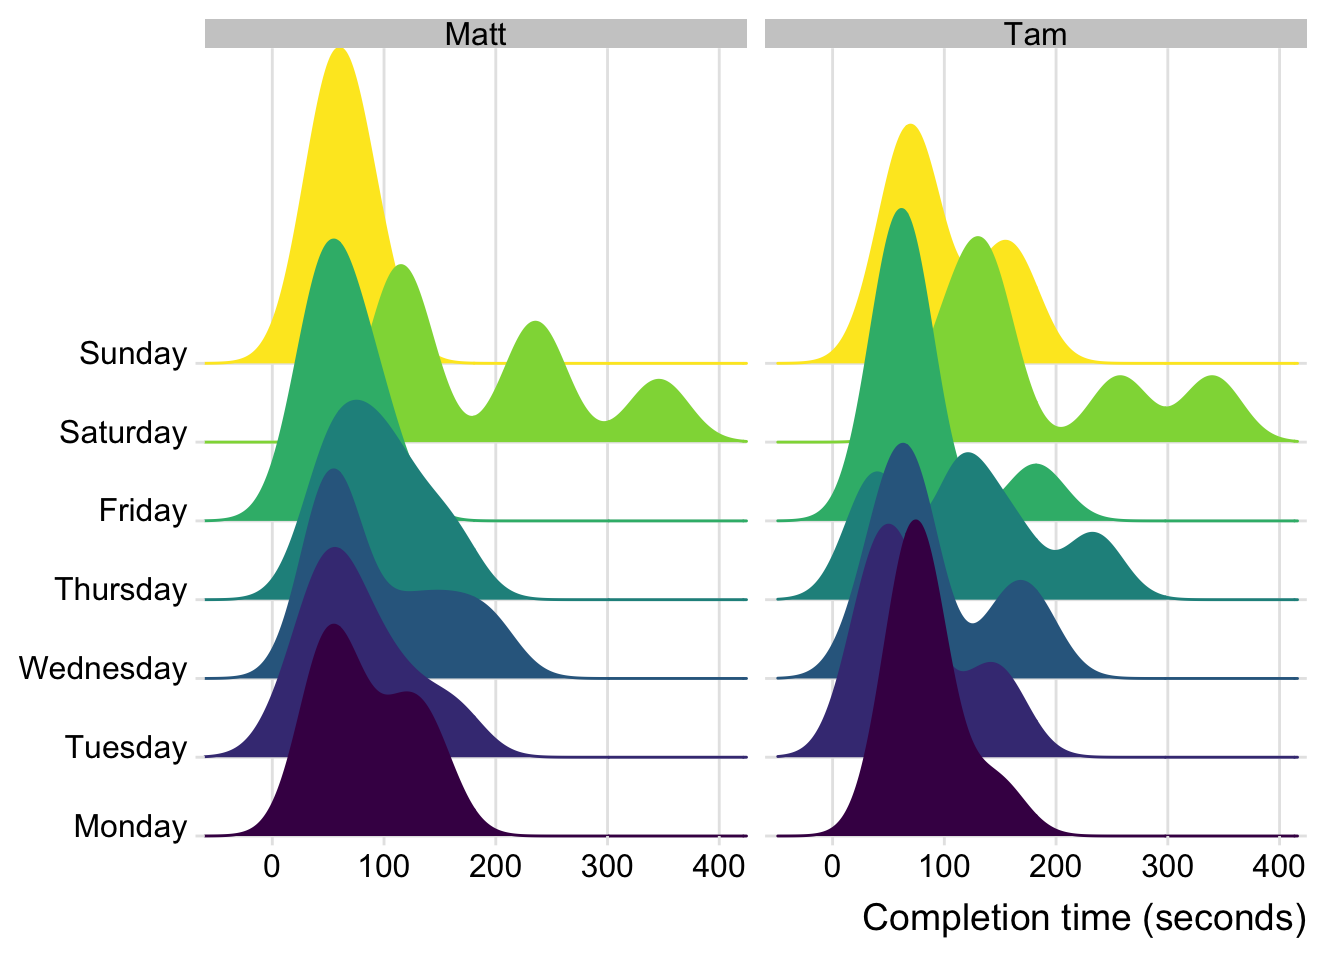 Matt Tam
Sunday
Saturday
Friday
Thursday
Wednesday
Tuesday
Monday
0 100 200 300 400 0 100 200 300 400
Completion time (seconds)